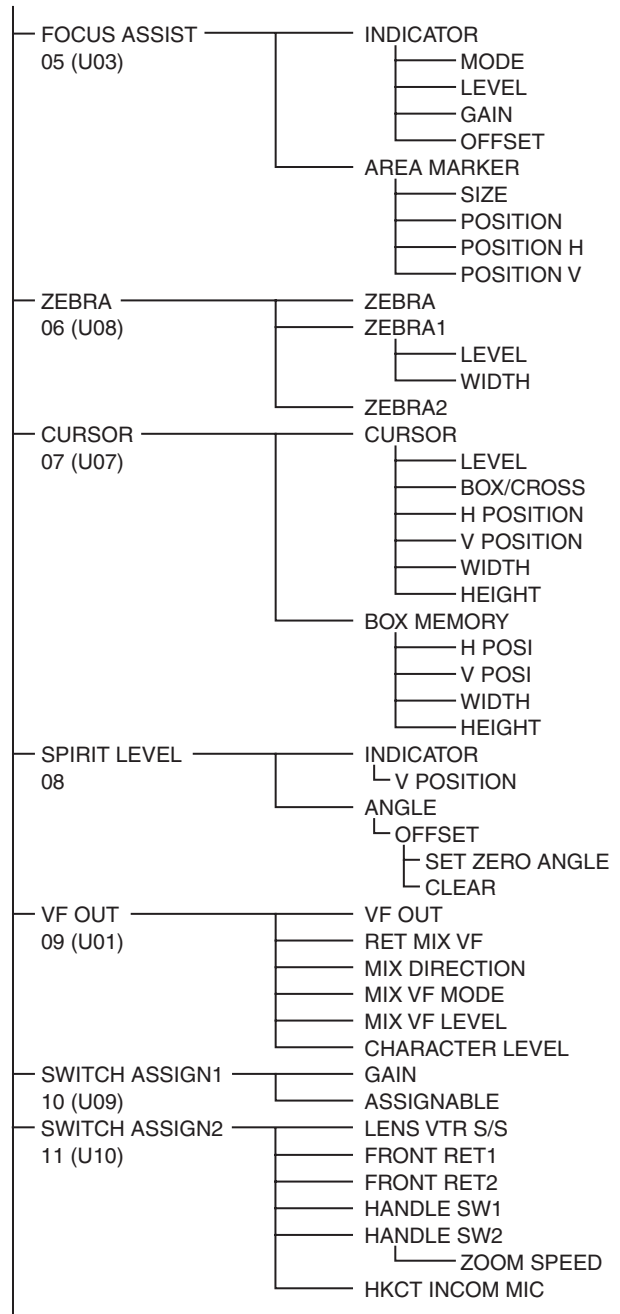 FOCUS ASSIST
05 (U03)
INDICATOR
MODE
LEVEL
GAIN
OFFSET
AREA MARKER
SIZE
POSITION
POSITION H
POSITION V
ZEBRA
06 (U08)
ZEBRA
ZEBRA1
LEVEL
WIDTH
ZEBRA2
CURSOR
07 (U07)
CURSOR
LEVEL
BOX/CROSS
H POSITION
V POSITION
WIDTH
HEIGHT
BOX MEMORY
H POSI
V POSI
WIDTH
HEIGHT
SPIRIT LEVEL
08
INDICATOR
V POSITION
ANGLE
OFFSET
SET ZERO ANGLE
CLEAR
VF OUT
09 (U01)
VF OUT
RET MIX VF
MIX DIRECTION
MIX VF MODE
MIX VF LEVEL
CHARACTER LEVEL
SWITCH ASSIGN1
10 (U09)
GAIN
ASSIGNABLE
SWITCH ASSIGN2
11 (U10)
LENS VTR S/S
FRONT RET1
FRONT RET2
HANDLE SW1
HANDLE SW2
ZOOM SPEED
HKCT INCOM MIC